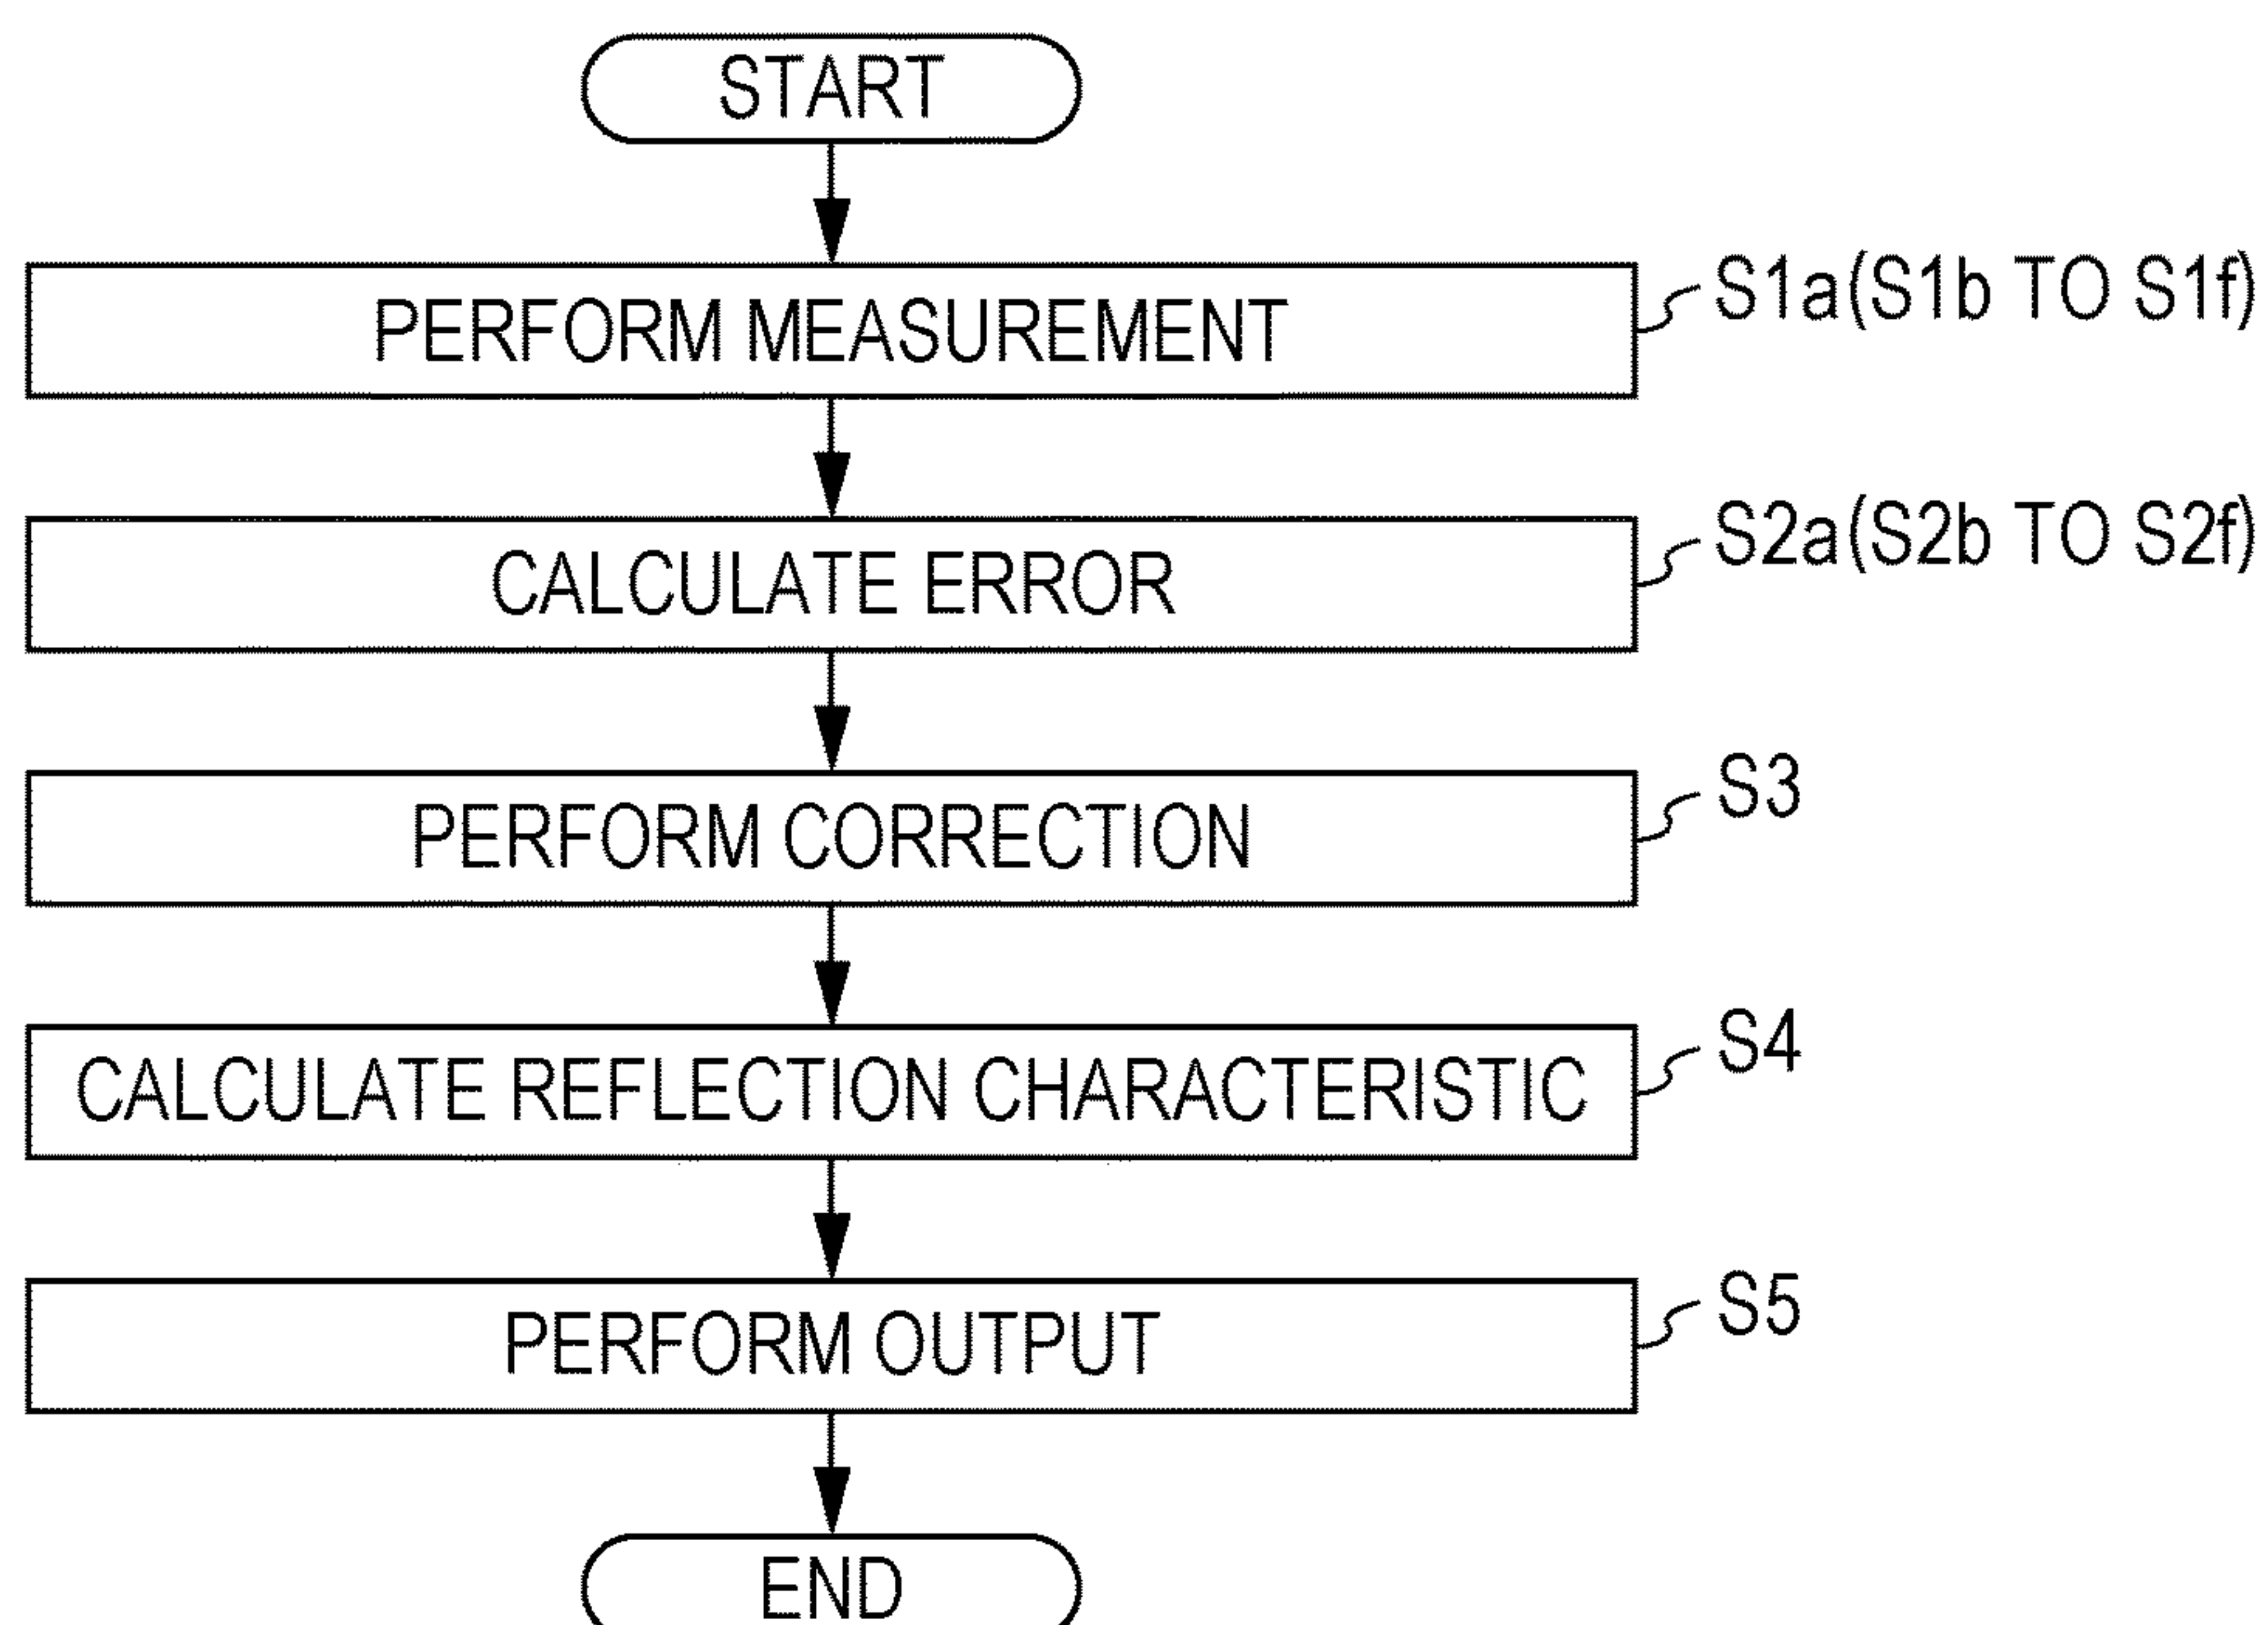 START
PERFORM MEASUREMENT
S1a(S1b TO S1f)
CALCULATE ERROR
S2a(S2b TO S2f)
PERFORM CORRECTION
S3
CALCULATE REFLECTION CHARACTERISTIC
S4
PERFORM OUTPUT
S5
END